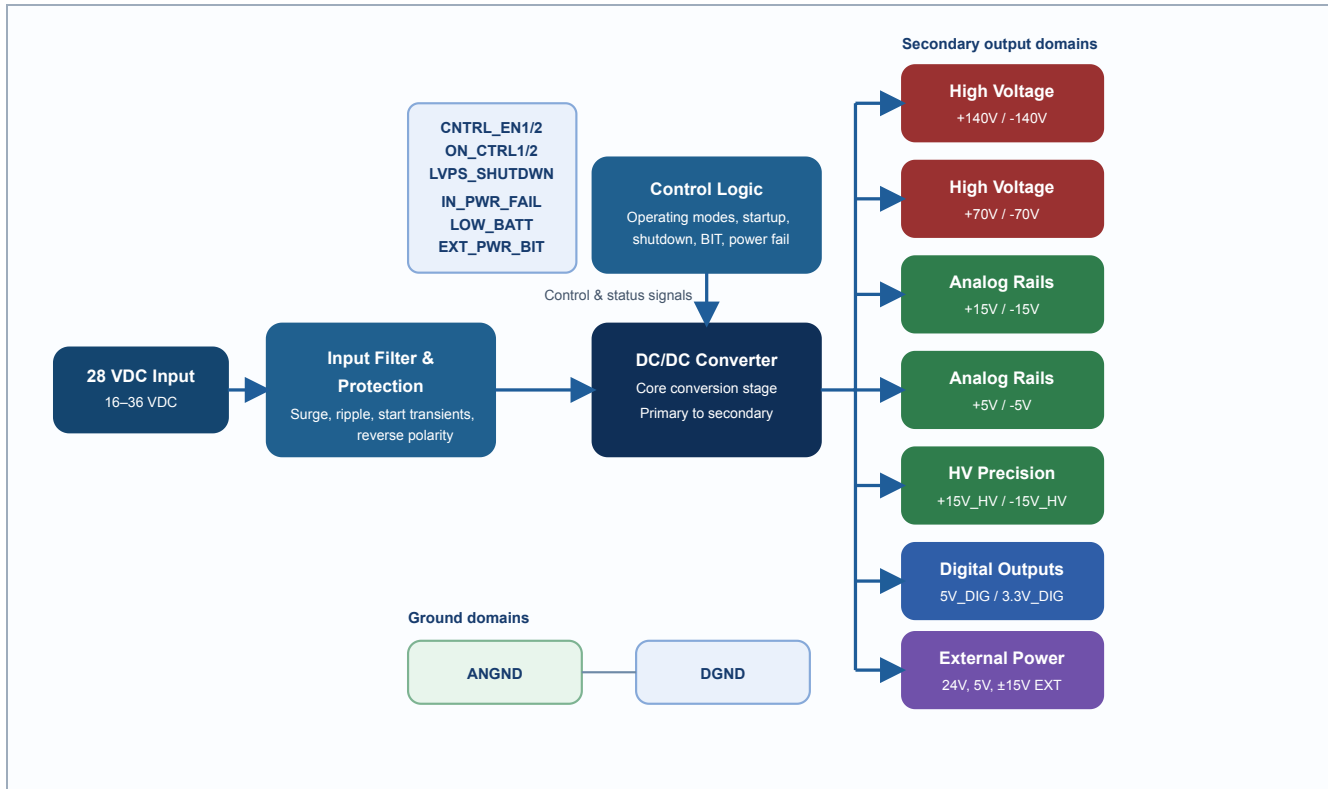 Secondary output domains
High Voltage
+140V / -140V
CNTRL_EN1/2
ON_CTRL1/2
LVPS_SHUTDWN
IN_PWR_FAIL
LOW_BATT
EXT_PWR_BIT
Control Logic
Operating modes, startup,
shutdown, BIT, power fail
High Voltage
+70V / -70V
Analog Rails
+15V / -15V
Control & status signals
28 VDC Input
16–36 VDC
Input Filter &
Protection
Surge, ripple, start transients,
reverse polarity
DC/DC Converter
Core conversion stage
Primary to secondary
Analog Rails
+5V / -5V
HV Precision
+15V_HV / -15V_HV
Digital Outputs
5V_DIG / 3.3V_DIG
Ground domains
ANGND
DGND
External Power
24V, 5V, ±15V EXT